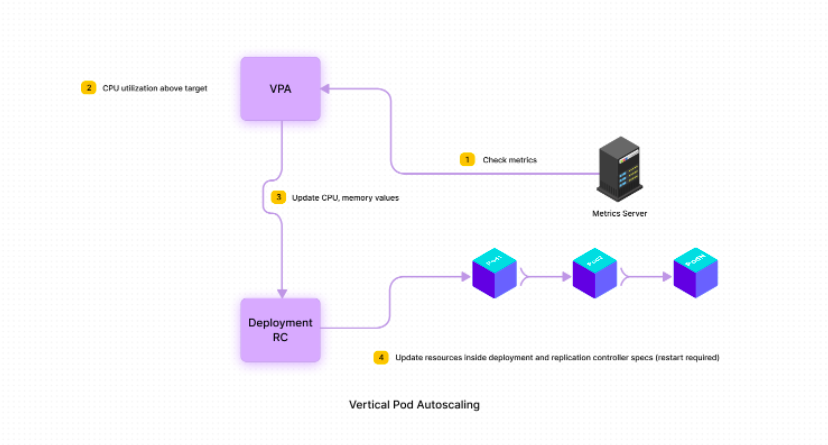 VPA
2 CPU utilization above target
1 Check metrics
Metrics Server
3 Update CPU, memory values
Pod1
Pod2
PodN
Deployment
RC
4 Update resources inside deployment and replication controller specs (restart required)
Vertical Pod Autoscaling